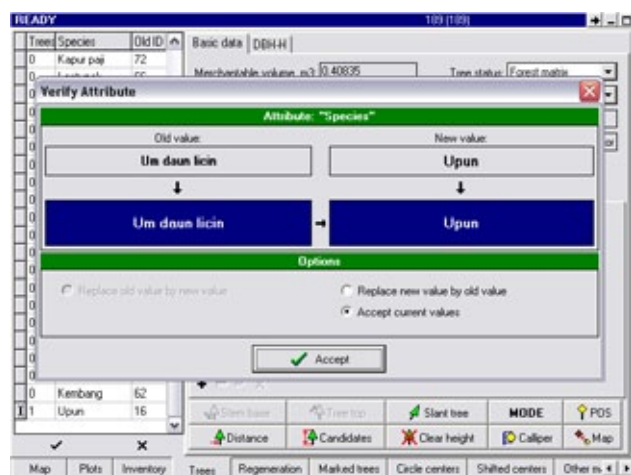 READY 189 (189)
Trees Species Old ID
Basic data DBH-H
0 Kapur paji 72
Merchantable volume, m3: 0.40835 Tree status: Forest matrix
Verify Attribute
Attribute: "Species"
Old value: New value:
Um daun licin Upun
Um daun licin Upun
Options
Replace old value by new value Replace new value by old value
Accept current values
Accept
0 Kembang 62
1 Upun 16
Stem base Tree top Slant tree MODE POS
Distance Candidates Clear height Calliper Map
Map Plots Inventory Trees Regeneration Marked trees Circle centers Shifted centers Other ns